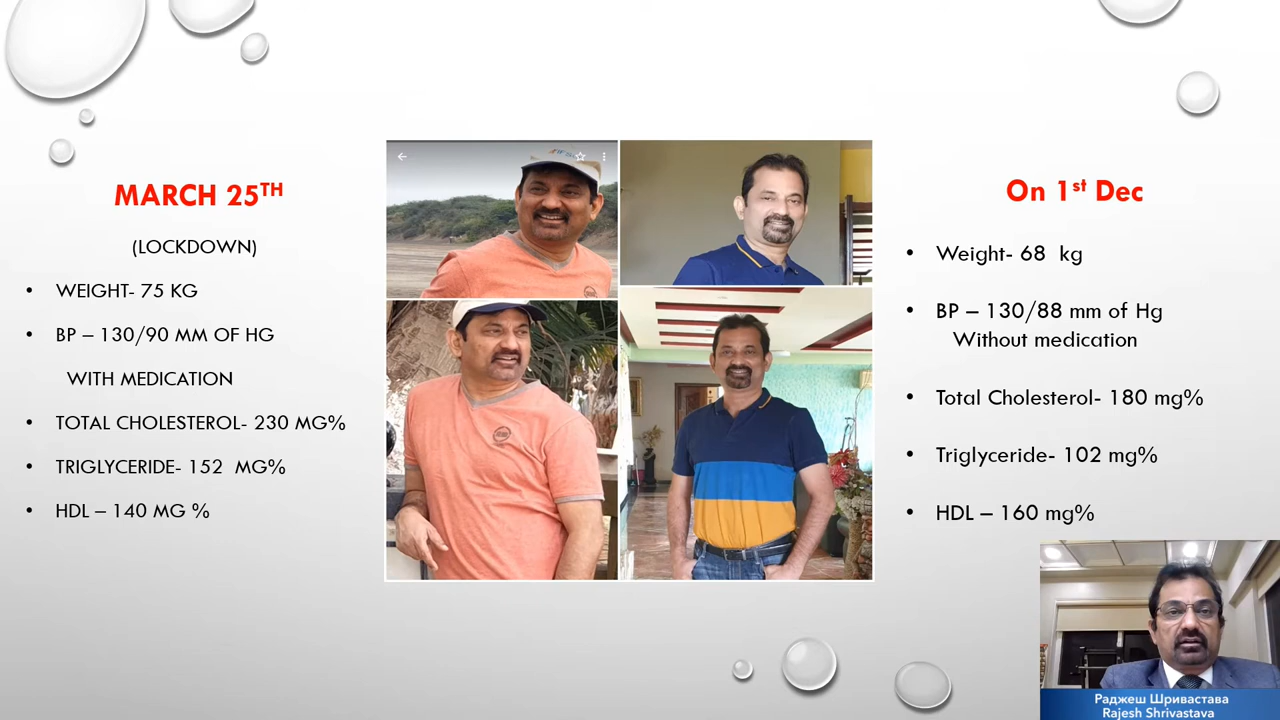 MARCH 25TH
(LOCKDOWN)
• WEIGHT- 75 KG
• BP – 130/90 MM OF HG
WITH MEDICATION
• TOTAL CHOLESTEROL- 230 MG%
• TRIGLYCERIDE- 152 MG%
• HDL – 140 MG %
On 1st Dec
• Weight- 68 kg
• BP – 130/88 mm of Hg
Without medication
• Total Cholesterol- 180 mg%
• Triglyceride- 102 mg%
• HDL – 160 mg%
Раджеш Шривастава
Rajesh Shrivastava